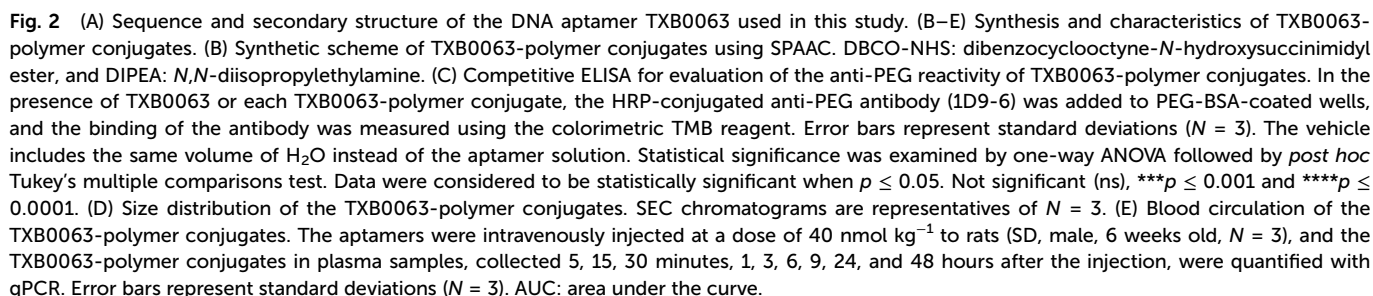 Fig. 2 (A) Sequence and secondary structure of the DNA aptamer TXB0063 used in this study. (B–E) Synthesis and characteristics of TXB0063-
polymer conjugates. (B) Synthetic scheme of TXB0063-polymer conjugates using SPAAC. DBCO-NHS: dibenzocyclooctyne-N-hydroxysuccinimidyl
ester, and DIPEA: N,N-diisopropylethylamine. (C) Competitive ELISA for evaluation of the anti-PEG reactivity of TXB0063-polymer conjugates. In the
presence of TXB0063 or each TXB0063-polymer conjugate, the HRP-conjugated anti-PEG antibody (1D9-6) was added to PEG-BSA-coated wells,
and the binding of the antibody was measured using the colorimetric TMB reagent. Error bars represent standard deviations (N = 3). The vehicle
includes the same volume of H₂O instead of the aptamer solution. Statistical significance was examined by one-way ANOVA followed by post hoc
Tukey's multiple comparisons test. Data were considered to be statistically significant when p ≤ 0.05. Not significant (ns), ***p ≤ 0.001 and ****p ≤
0.0001. (D) Size distribution of the TXB0063-polymer conjugates. SEC chromatograms are representatives of N = 3. (E) Blood circulation of the
TXB0063-polymer conjugates. The aptamers were intravenously injected at a dose of 40 nmol kg⁻¹ to rats (SD, male, 6 weeks old, N = 3), and the
TXB0063-polymer conjugates in plasma samples, collected 5, 15, 30 minutes, 1, 3, 6, 9, 24, and 48 hours after the injection, were quantified with
qPCR. Error bars represent standard deviations (N = 3). AUC: area under the curve.